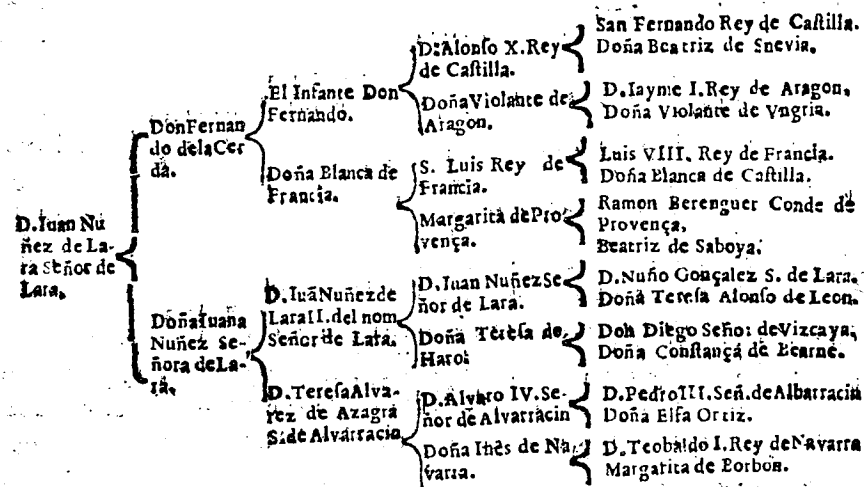 D.Iuan Nu
ñez de La-
ra Señor de
Lara.
Don Fernan
do de la Cer
da.
Doña Iuana
Nuñez Se-
ñora de La-
ra.
El Infante Don
Fernando.
Doña Blanca de
Francia.
D. Iuã Nuñez de
Lara II. del nom
Señor de Lara.
D. Teresa Alva-
rez de Azagra
S. de Alvarracin
D. Alonso X. Rey
de Castilla.
Doña Violante de
Aragon.
S. Luis Rey de
Francia.
Margarita de Pro
vença.
D. Iuan Nuñez Se
ñor de Lara.
Doña Teresa de
Haro.
D. Alvaro IV. Se-
ñor de Alvarracin
Doña Inès de Na
varra.
San Fernando Rey de Castilla.
Doña Beatriz de Snevia.
D. Iayme I. Rey de Aragon.
Doña Violante de Vngria.
Luis VIII. Rey de Francia.
Doña Blanca de Castilla.
Ramon Berenguer Conde de
Provença.
Beatriz de Saboya.
D. Nuño Gonçalez S. de Lara.
Doña Teresa Alonso de Leon.
Don Diego Señor de Vizcaya.
Doña Constança de Bearne.
D. Pedro III. Señ. de Albarracin
Doña Elfa Ortiz.
D. Teobaldo I. Rey de Navarra
Margarita de Borbon.